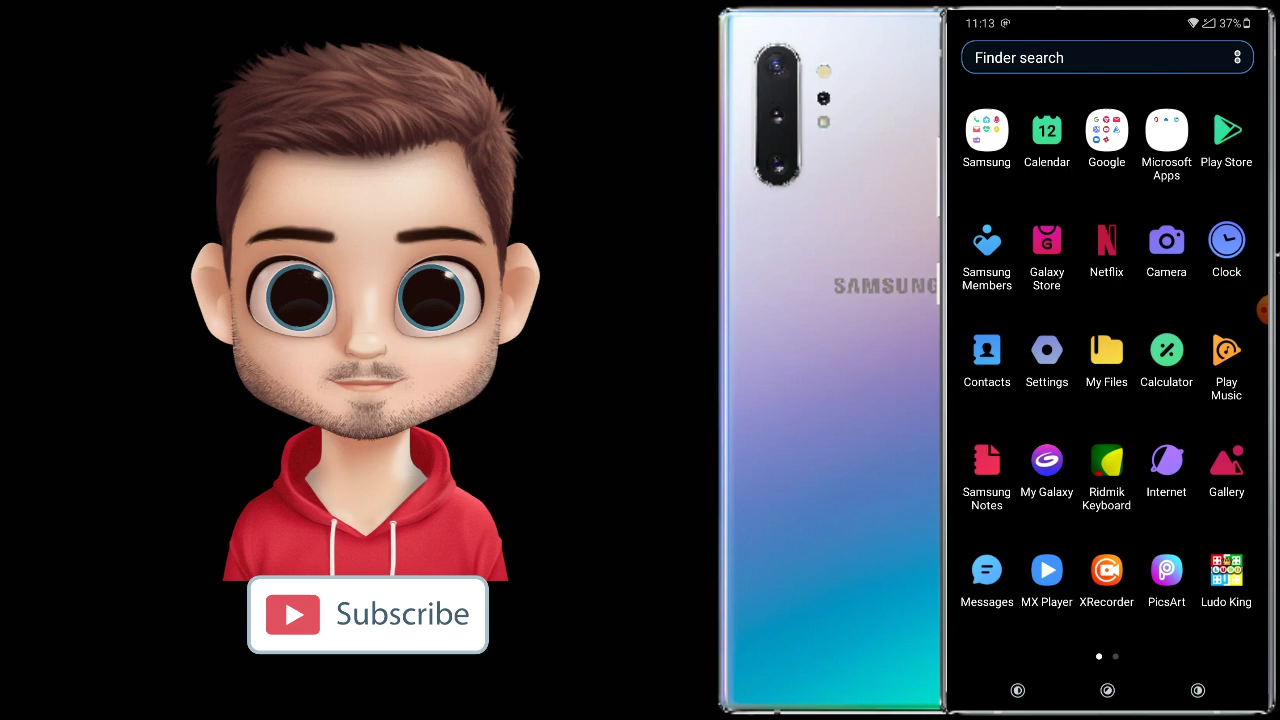 Subscribe
SAMSUNG
11:13
37%
Finder search
12
Samsung
Calendar
Google
Microsoft
Apps
Play Store
G
Samsung
Members
Galaxy
Store
Netflix
Camera
Clock
Contacts
Settings
My Files
Calculator
Play
Music
Samsung
Notes
My Galaxy
Ridmik
Keyboard
Internet
Gallery
LUDO
Messages
MX Player
XRecorder
PicsArt
Ludo King